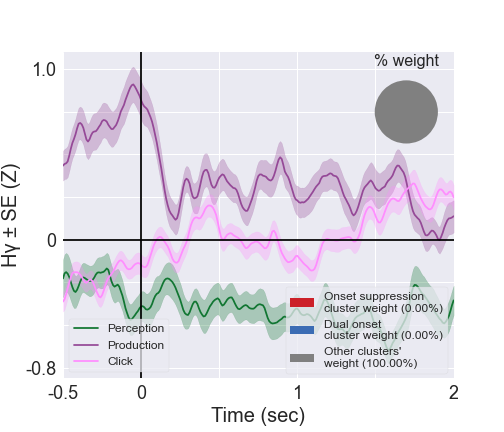 % weight
1.0
0
-0.8
Hγ ± SE (Z)
Perception
Production
Click
Onset suppression
cluster weight (0.00%)
Dual onset
cluster weight (0.00%)
Other clusters'
weight (100.00%)
-0.5
0
1
2
Time (sec)